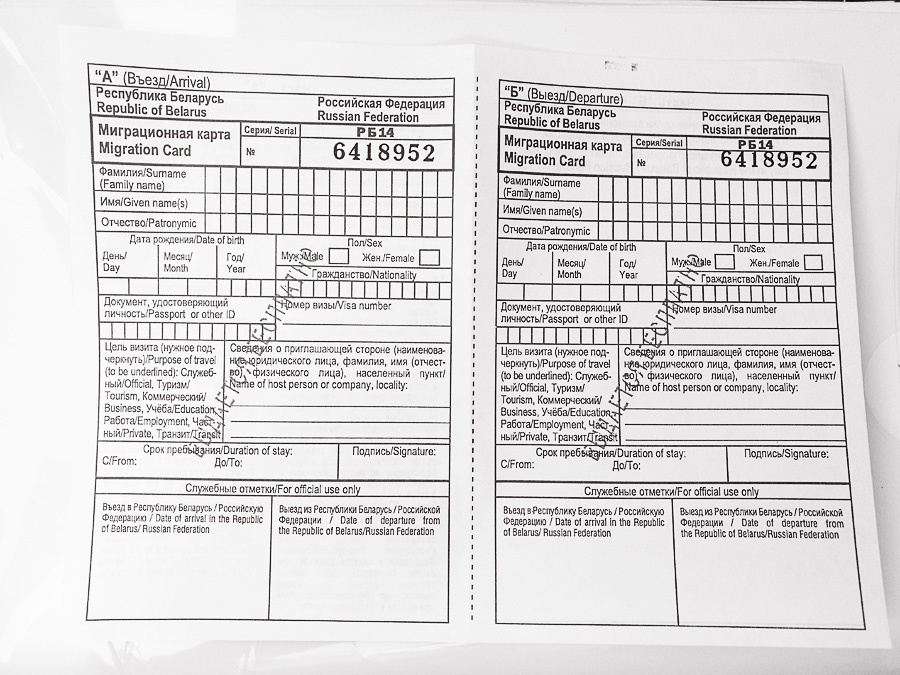 "А" (Въезд/Arrival)
Республика Беларусь
Republic of Belarus
Российская Федерация
Russian Federation
Миграционная карта
Migration Card
Серия/ Serial
РБ14
№
6418952
Фамилия/Surname
(Family name)
Имя/Given name(s)
Отчество/Patronymic
Дата рождения/Date of birth
День/
Day
Месяц/
Month
Год/
Year
Пол/Sex
Муж./Male
Жен./Female
Гражданство/Nationality
Документ, удостоверяющий
личность/Passport or other ID
Номер визы/Visa number
Цель визита (нужное под-
черкнуть)/Purpose of travel
(to be underlined): Служеб-
ный/Official, Туризм/
Tourism, Коммерческий/
Business, Учёба/Education,
Работа/Employment, Част-
ный/Private, Транзит/Transit
Сведения о приглашающей стороне (наименова-
ние юридического лица, фамилия, имя (отчест-
во) физического лица), населенный пункт/
Name of host person or company, locality:
ВЫДАЕТСЯ БЕСПЛАТНО
Срок пребывания/Duration of stay:
С/From:
До/To:
Подпись/Signature:
Служебные отметки/For official use only
Въезд в Республику Беларусь / Российскую
Федерацию / Date of arrival in the Republic
of Belarus/ Russian Federation
Выезд из Республики Беларусь / Российской
Федерации / Date of departure from
the Republic of Belarus/Russian Federation
"Б" (Выезд/Departure)
Республика Беларусь
Republic of Belarus
Российская Федерация
Russian Federation
Миграционная карта
Migration Card
Серия/Serial
РБ14
№
6418952
Фамилия/Surname
(Family name)
Имя/Given name(s)
Отчество/Patronymic
Дата рождения/Date of birth
День/
Day
Месяц/
Month
Год/
Year
Пол/Sex
Муж./Male
Жен./Female
Гражданство/Nationality
Документ, удостоверяющий
личность/Passport or other ID
Номер визы/Visa number
Цель визита (нужное под-
черкнуть)/Purpose of travel
(to be underlined): Служеб-
ный/Official, Туризм/
Tourism, Коммерческий/
Business, Учёба/Education,
Работа/Employment, Част-
ный/Private, Транзит/Transit
Сведения о приглашающей стороне (наименова-
ние юридического лица, фамилия, имя (отчест-
во) физического лица), населенный пункт/
Name of host person or company, locality:
ВЫДАЕТСЯ БЕСПЛАТНО
Срок пребывания/Duration of stay:
С/From:
До/To:
Подпись/Signature:
Служебные отметки/For official use only
Въезд в Республику Беларусь / Российскую
Федерацию / Date of arrival in the Republic
of Belarus/ Russian Federation
Выезд из Республики Беларусь / Российской
Федерации / Date of departure from
the Republic of Belarus/Russian Federation